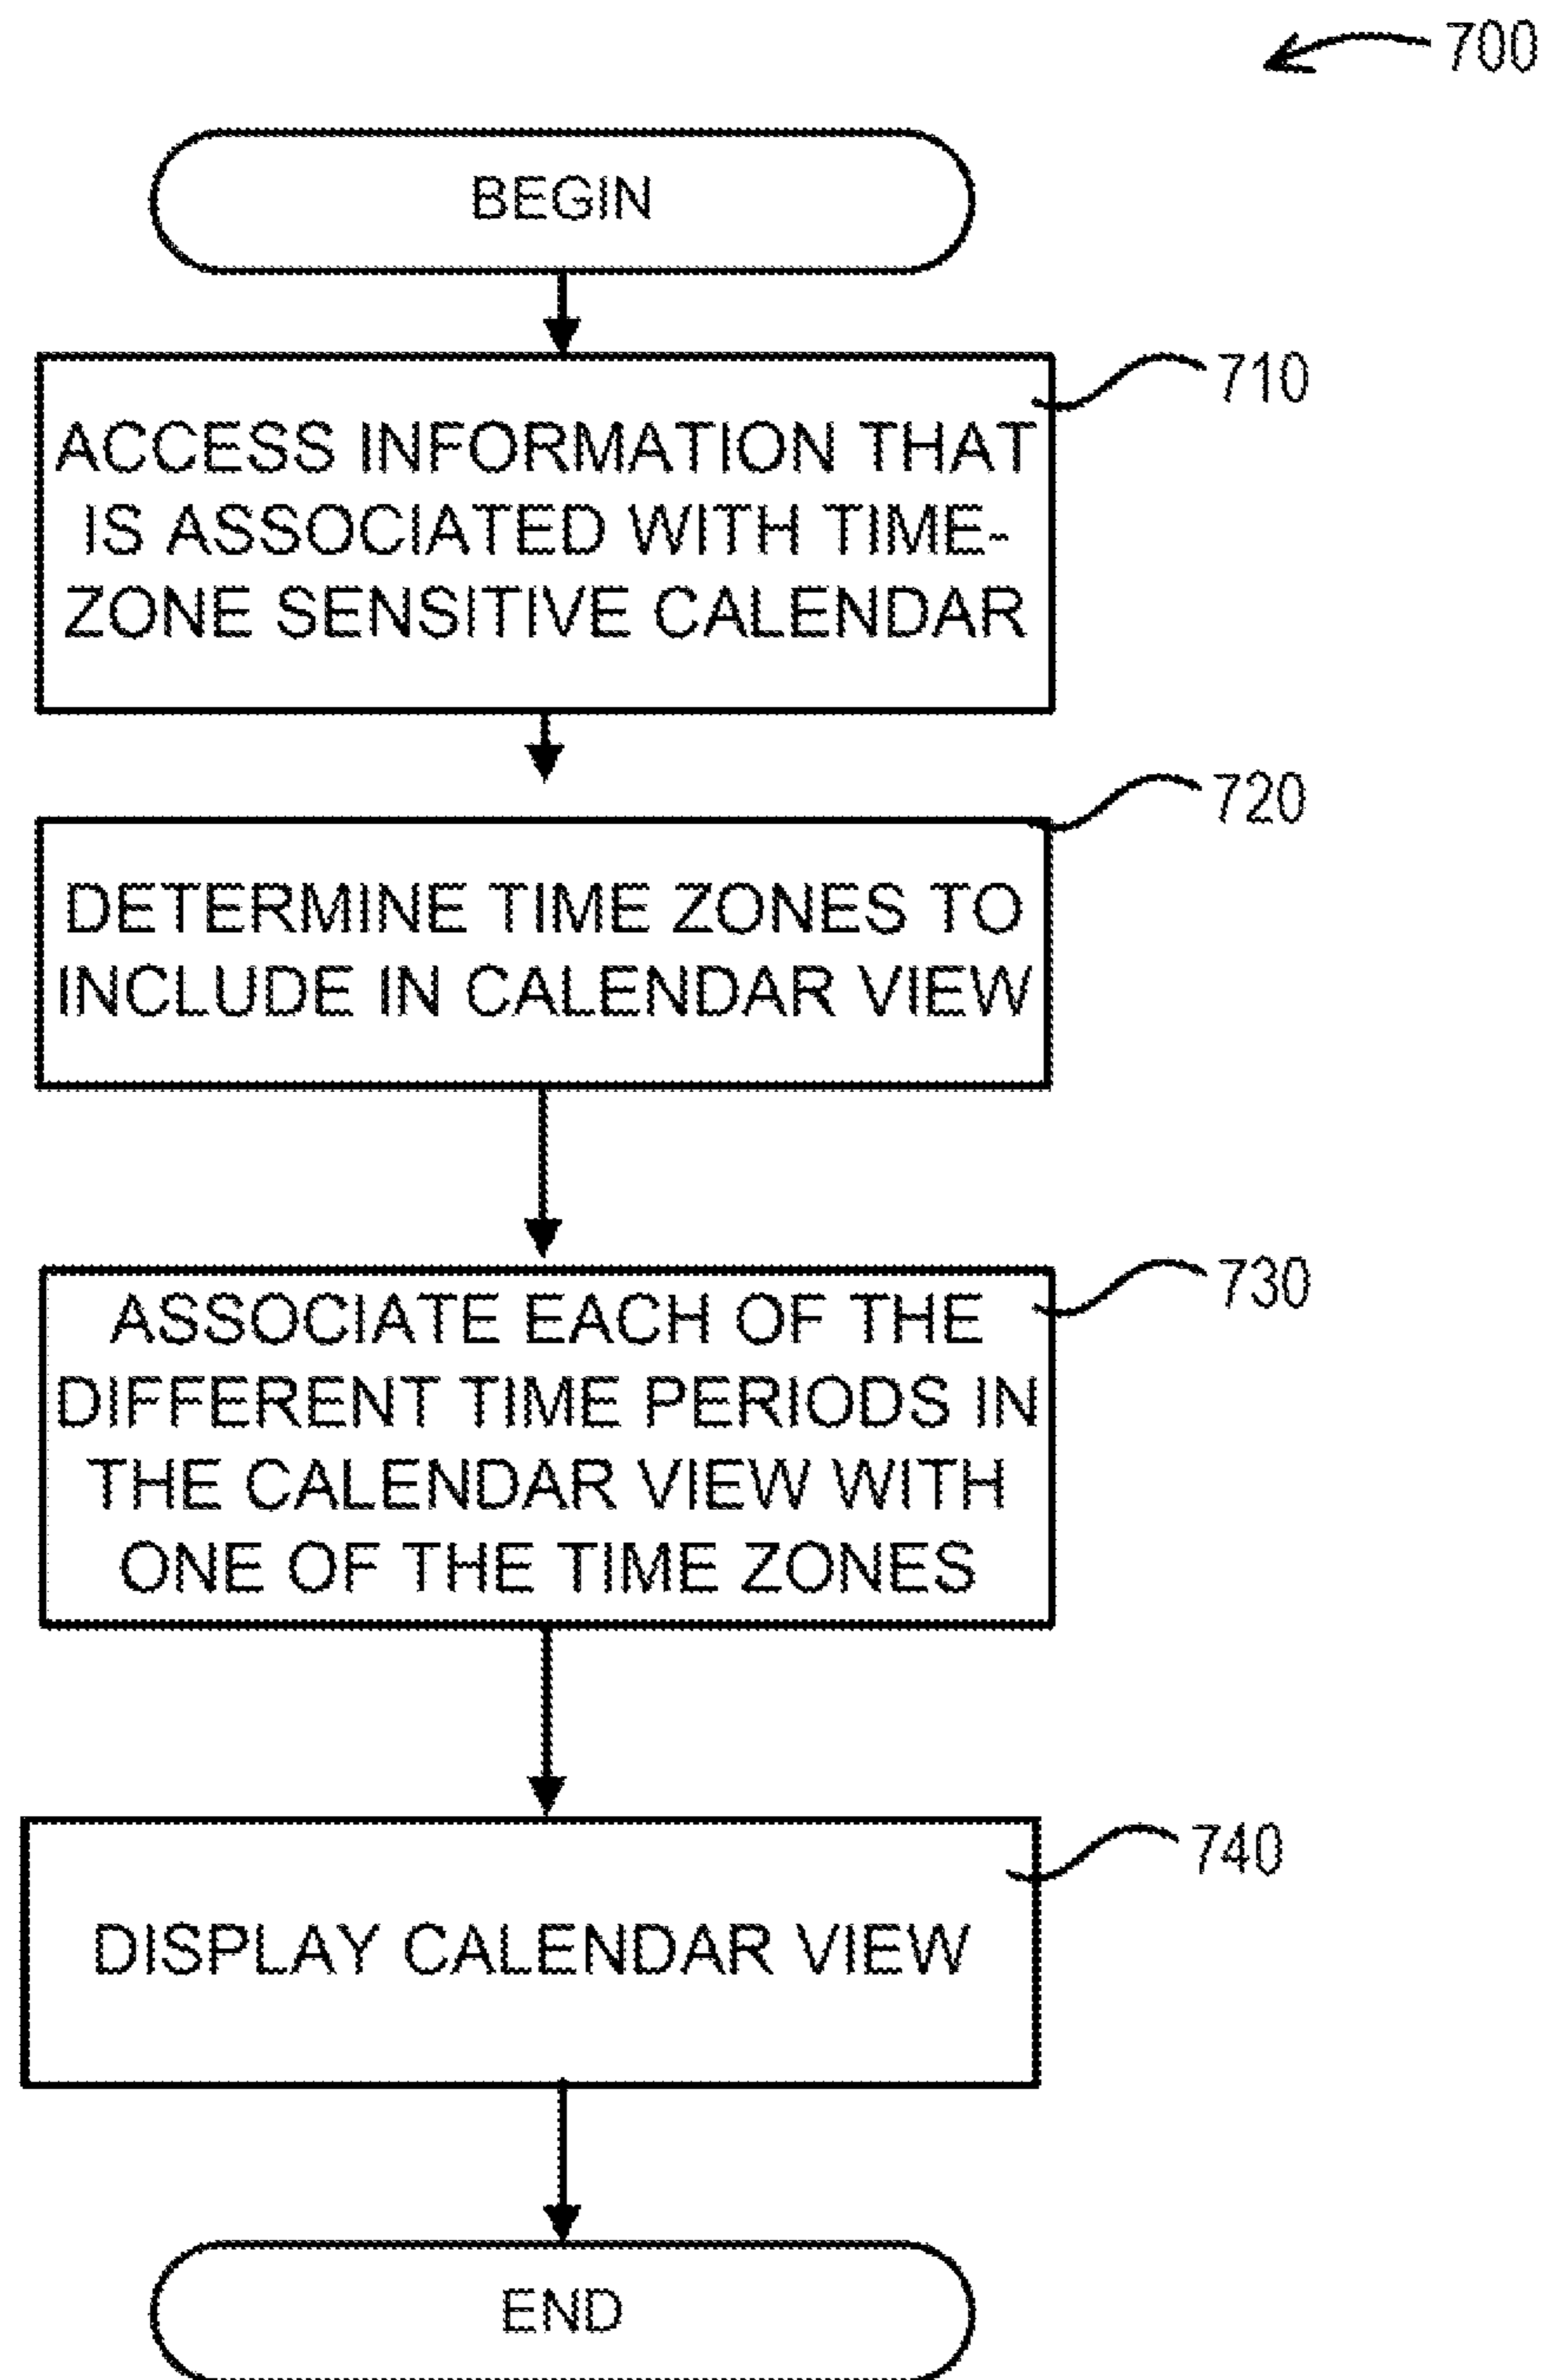 700
BEGIN
710
ACCESS INFORMATION THAT
IS ASSOCIATED WITH TIME-
ZONE SENSITIVE CALENDAR
720
DETERMINE TIME ZONES TO
INCLUDE IN CALENDAR VIEW
730
ASSOCIATE EACH OF THE
DIFFERENT TIME PERIODS IN
THE CALENDAR VIEW WITH
ONE OF THE TIME ZONES
740
DISPLAY CALENDAR VIEW
END